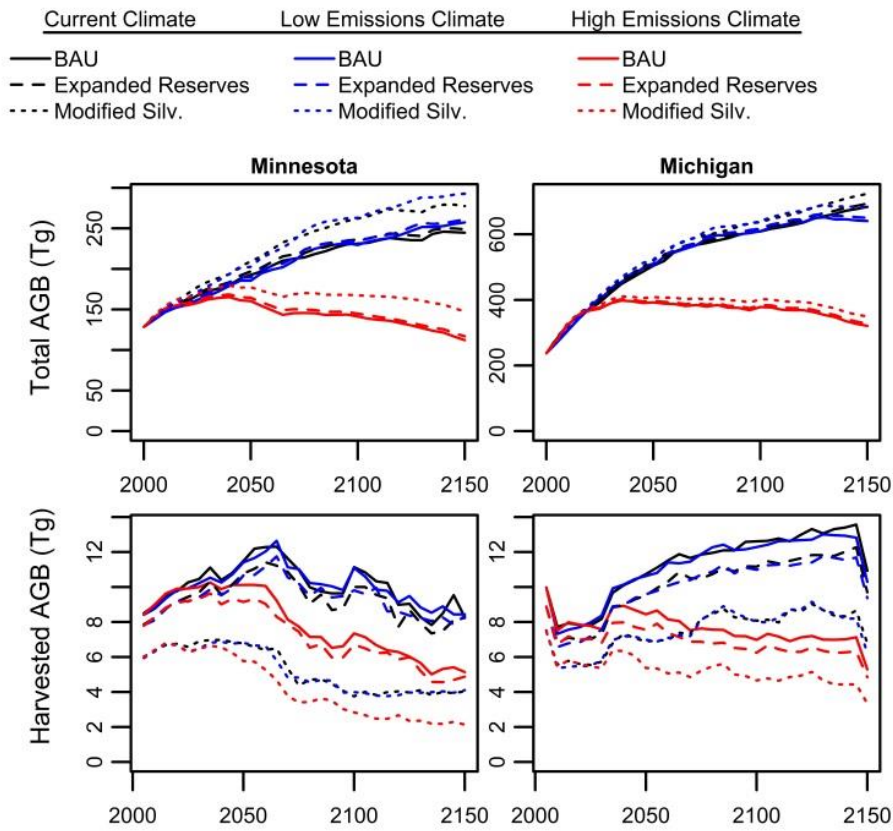 Current Climate Low Emissions Climate High Emissions Climate
BAU BAU BAU
Expanded Reserves Expanded Reserves Expanded Reserves
Modified Silv. Modified Silv. Modified Silv.
Minnesota Michigan
Total AGB (Tg)
0 50 150 250
0 200 400 600
2000 2050 2100 2150 2000 2050 2100 2150
Harvested AGB (Tg)
0 2 4 6 8 12
0 2 4 6 8 12
2000 2050 2100 2150 2000 2050 2100 2150